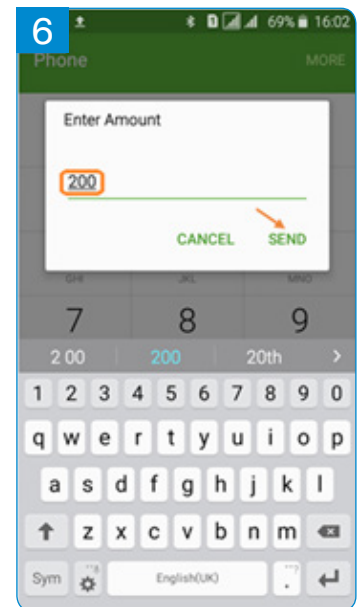 6
69% 16:02
Phone MORE
Enter Amount
200
CANCEL SEND
GHI JKL MNO
7 8 9
2 00 200 20th >
1 2 3 4 5 6 7 8 9 0
q w e r t y u i o p
a s d f g h j k l
z x c v b n m
Sym English(UK) .